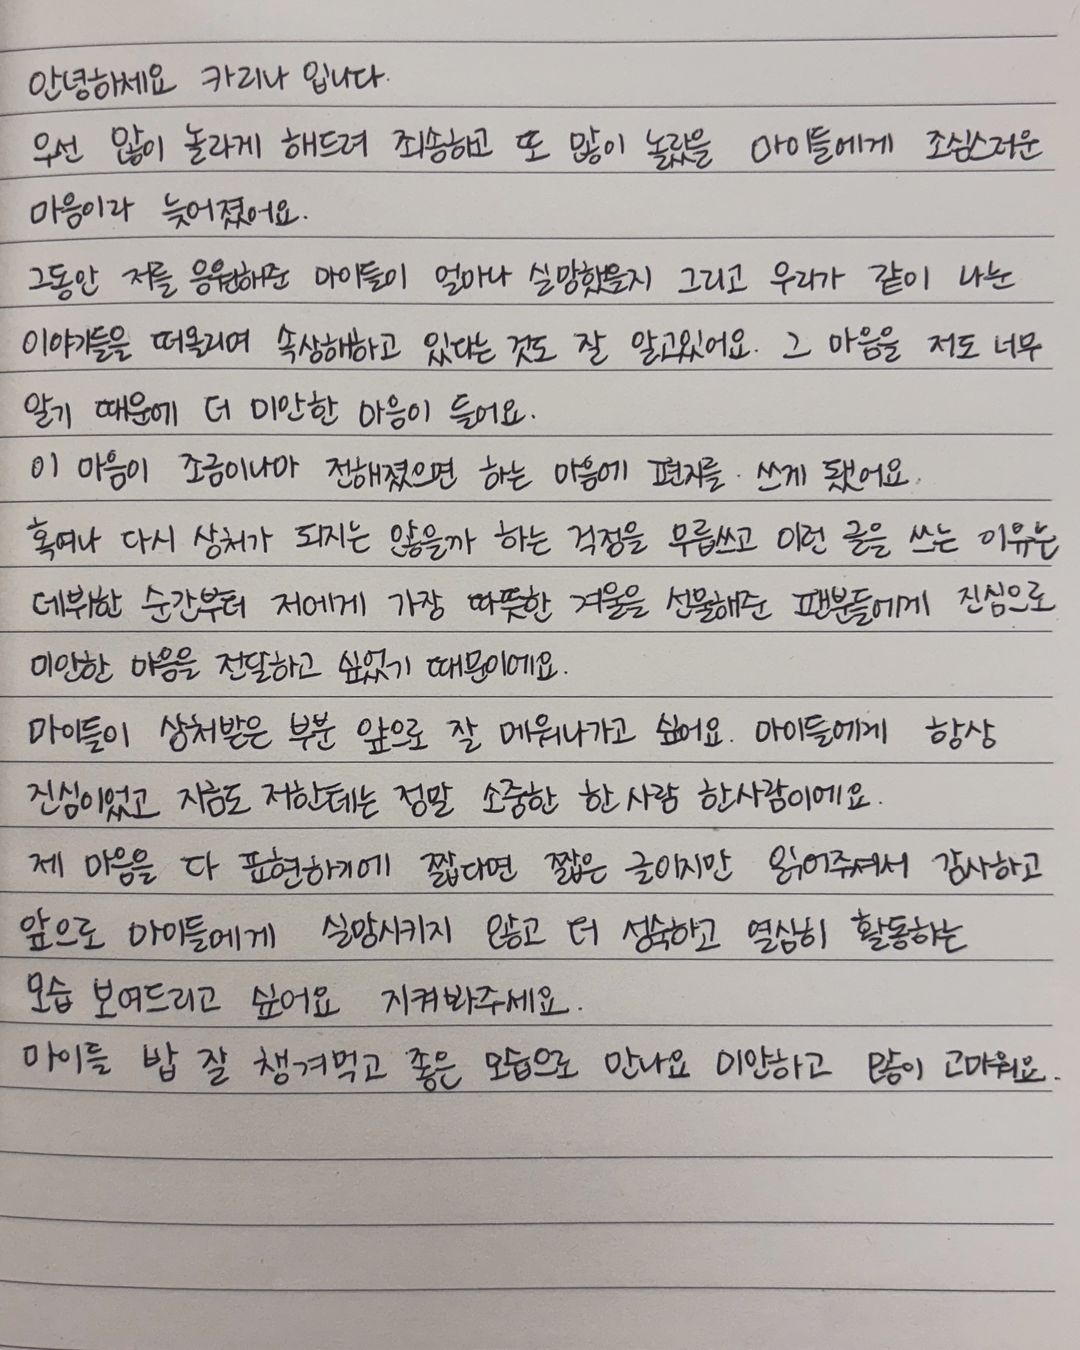 안녕하세요 카리나 입니다.
우선 많이 놀라게 해드려 죄송하고 또 많이 놀랐을 마이들에게 조심스러운
마음이라 늦어졌어요.
그동안 저를 응원해준 마이들이 얼마나 실망했을지 그리고 우리가 같이 나눈
이야기들을 떠올리며 속상해하고 있다는 것도 잘 알고있어요. 그 마음을 저도 너무
알기 때문에 더 미안한 마음이 들어요.
이 마음이 조금이나마 전해졌으면 하는 마음에 편지를 쓰게 됐어요.
혹여나 다시 상처가 되지는 않을까 하는 걱정을 무릅쓰고 이런 글을 쓰는 이유는
데뷔한 순간부터 저에게 가장 따뜻한 겨울을 선물해준 팬분들에게 진심으로
미안한 마음을 전달하고 싶었기 때문이에요.
마이들이 상처받은 부분 앞으로 잘 메워나가고 싶어요. 마이들에게 항상
진심이었고 지금도 저한테는 정말 소중한 한 사람 한사람이에요.
제 마음을 다 표현하기에 짧다면 짧은 글이지만 읽어주셔서 감사하고
앞으로 마이들에게 실망시키지 않고 더 성숙하고 열심히 활동하는
모습 보여드리고 싶어요 지켜봐주세요.
마이들 밥 잘 챙겨먹고 좋은 모습으로 만나요 미안하고 많이 고마워요.